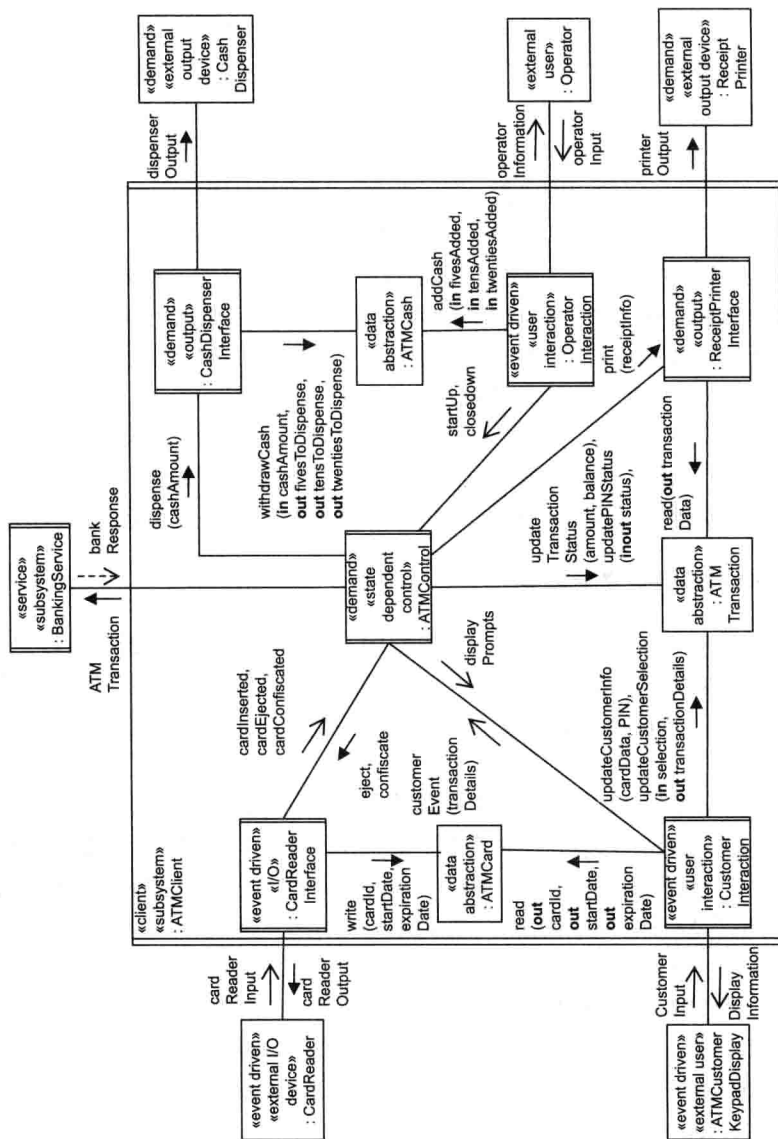 «service»
«subsystem»
: BankingService
ATM
Transaction
bank
Response
«client»
«subsystem»
: ATMClient
«event driven»
«external I/O
device»
: CardReader
card
Reader
Input
card
Reader
Output
«event driven»
«I/O»
: CardReader
Interface
cardInserted,
cardEjected,
cardConfiscated
eject,
confiscate
write
(cardId,
startDate,
expiration
Date)
«data
abstraction»
: ATMCard
read
(out
cardId,
out
startDate,
out
expiration
Date)
customer
Event
(transaction
Details)
display
Prompts
«event driven»
«external user»
: ATMCustomer
KeypadDisplay
Customer
Input
Display
Information
«event driven»
«user
interaction»
: Customer
Interaction
updateCustomerInfo
(cardData, PIN),
updateCustomerSelection
(in selection,
out transactionDetails)
«demand»
«state
dependent
control»
: ATMControl
dispense
(cashAmount)
«demand»
«output»
: CashDispenser
Interface
dispenser
Output
«demand»
«external
output
device»
: Cash
Dispenser
withdrawCash
(in cashAmount,
out fivesToDispense,
out tensToDispense,
out twentiesToDispense)
«data
abstraction»
: ATMCash
addCash
(in fivesAdded,
in tensAdded,
in twentiesAdded)
startUp,
closedown
«event driven»
«user
interaction»
: Operator
Interaction
operator
Information
operator
Input
«external
user»
: Operator
update
Transaction
Status
(amount, balance),
updatePINStatus
(inout status),
print
(receiptInfo)
«data
abstraction»
: ATM
Transaction
read(out transaction
Data)
«demand»
«output»
: ReceiptPrinter
Interface
printer
Output
«demand»
«external
output device»
: Receipt
Printer